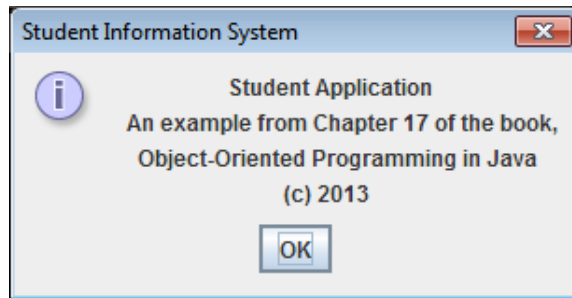 Student Information System
Student Application
An example from Chapter 17 of the book,
Object-Oriented Programming in Java
(c) 2013
OK